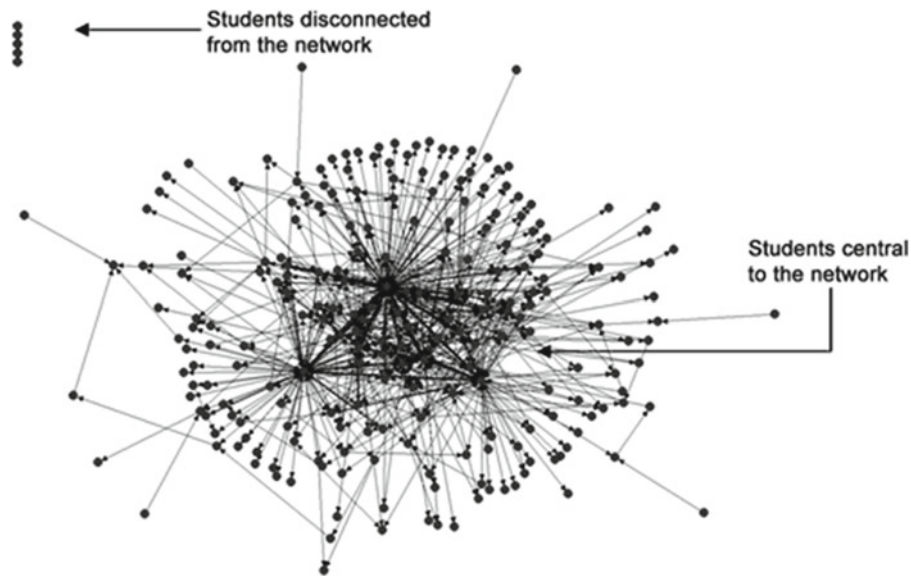 Students disconnected
from the network
Students central
to the network